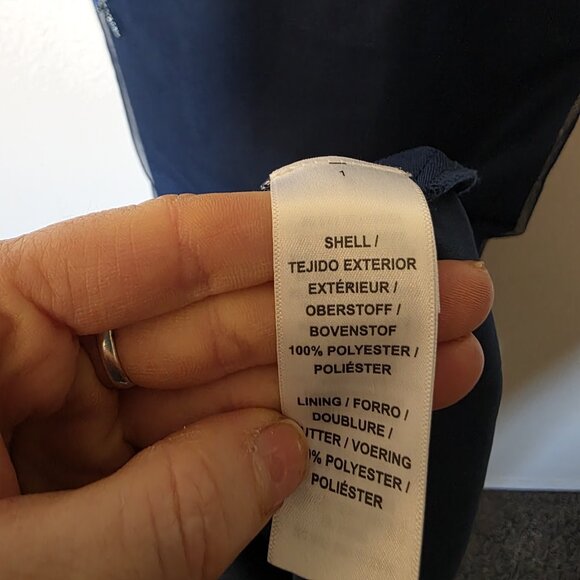 1
SHELL /
TEJIDO EXTERIOR
EXTÉRIEUR /
OBERSTOFF /
BOVENSTOF
100% POLYESTER /
POLIÉSTER
LINING / FORRO /
DOUBLURE /
/ VOERING
POLYESTER /
POLIÉSTER